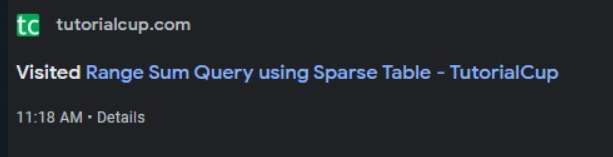 tc tutorialcup.com
Visited Range Sum Query using Sparse Table - TutorialCup
11:18 AM • Details